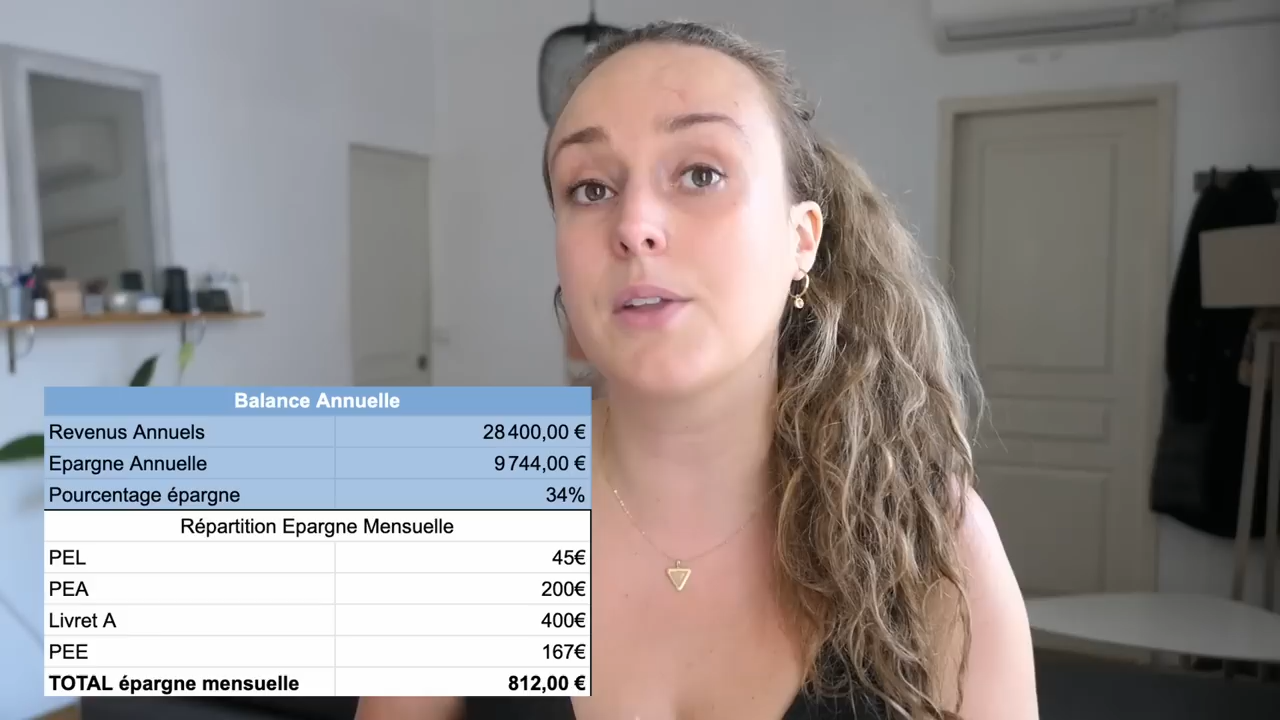 Balance Annuelle
Revenus Annuels 28 400,00 €
Epargne Annuelle 9 744,00 €
Pourcentage épargne 34%
Répartition Epargne Mensuelle
PEL 45€
PEA 200€
Livret A 400€
PEE 167€
TOTAL épargne mensuelle 812,00 €